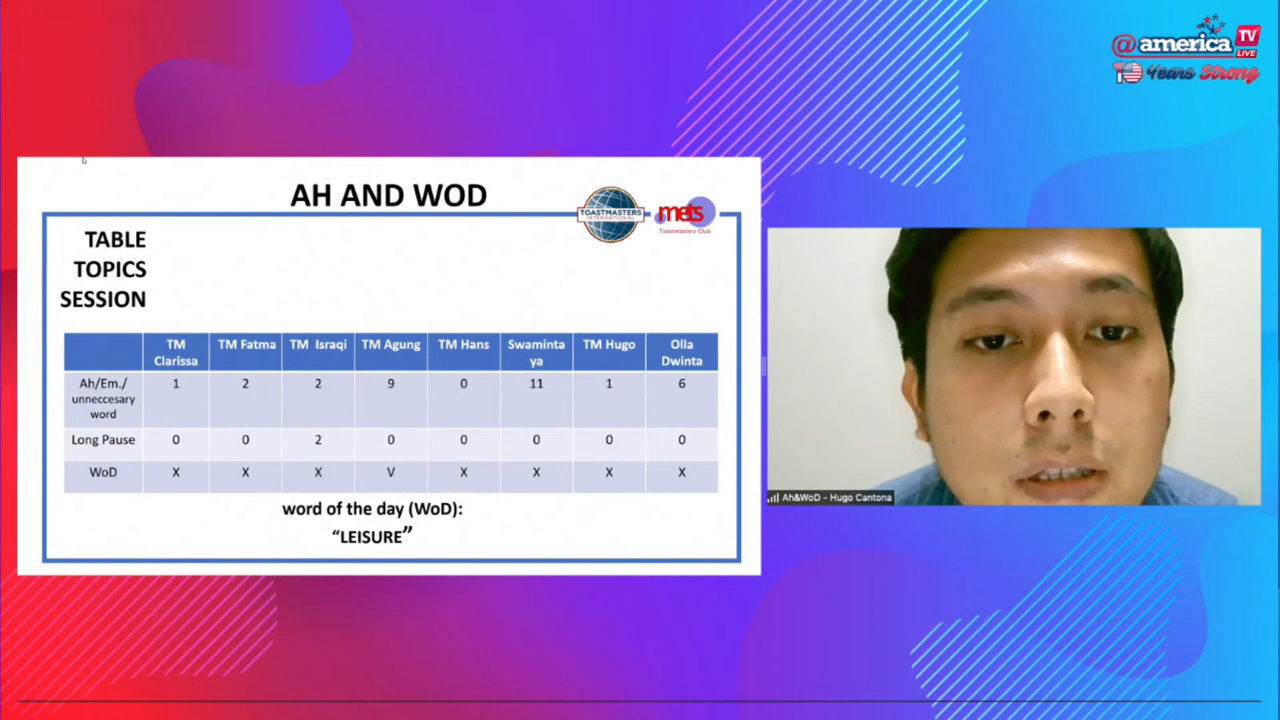 @america TV
LIVE
10 Years Strong
AH AND WOD
TOASTMASTERS
INTERNATIONAL
mets
Toastmasters Club
TABLE
TOPICS
SESSION
TM Clarissa TM Fatma TM Israqi TM Agung TM Hans Swaminta ya TM Hugo Olla Dwinta
Ah/Em./ unneccesary word 1 2 2 9 0 11 1 6
Long Pause 0 0 2 0 0 0 0 0
WoD X X X V X X X X
word of the day (WoD):
“LEISURE”
Ah&WoD - Hugo Cantona